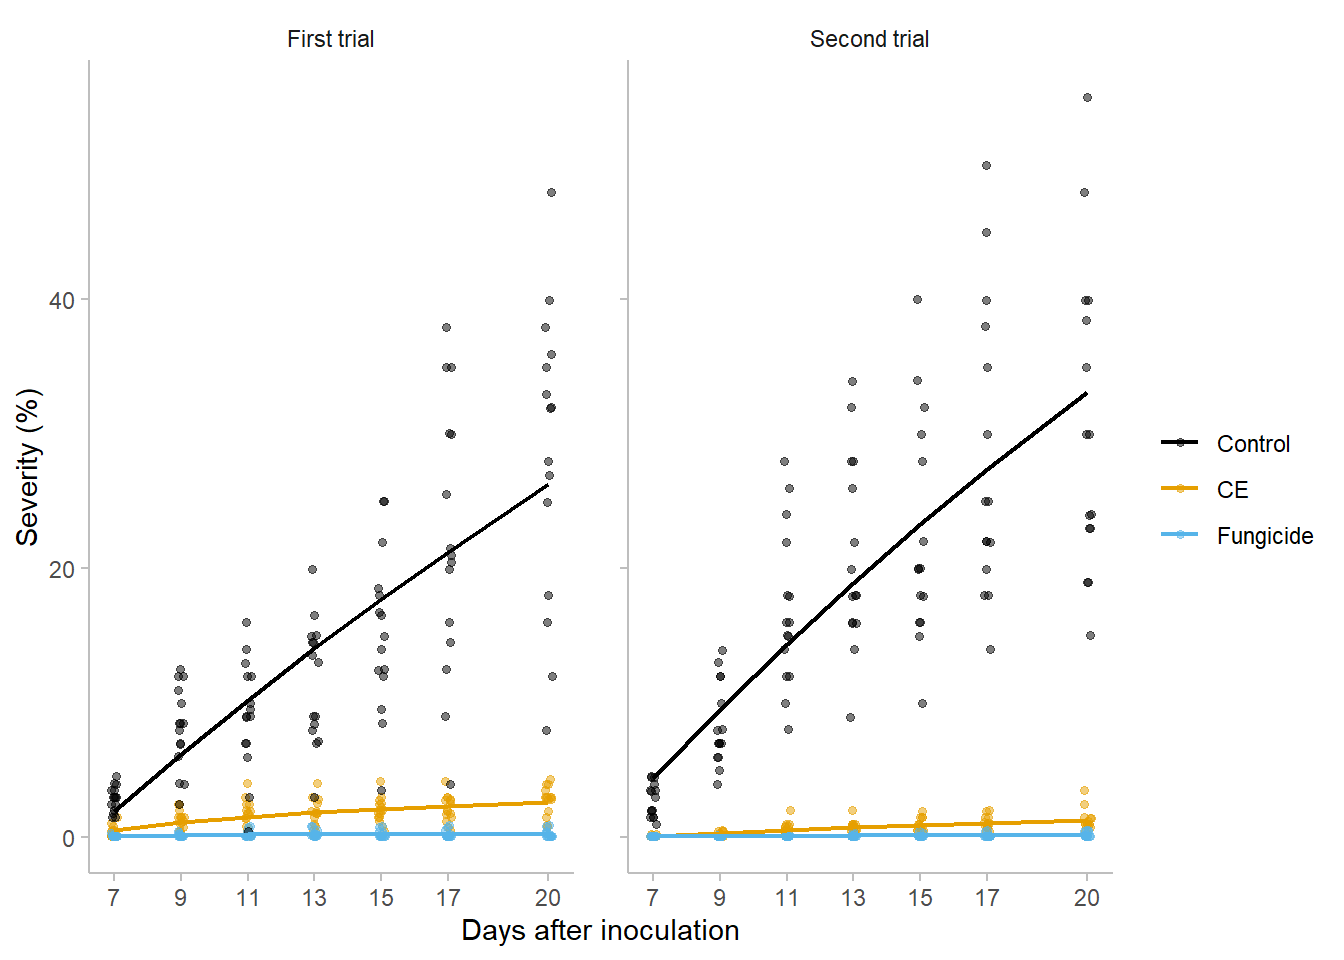 First trial
Second trial
Severity (%)
40
20
0
Control
CE
Fungicide
7 9 11 13 15 17 20
7 9 11 13 15 17 20
Days after inoculation